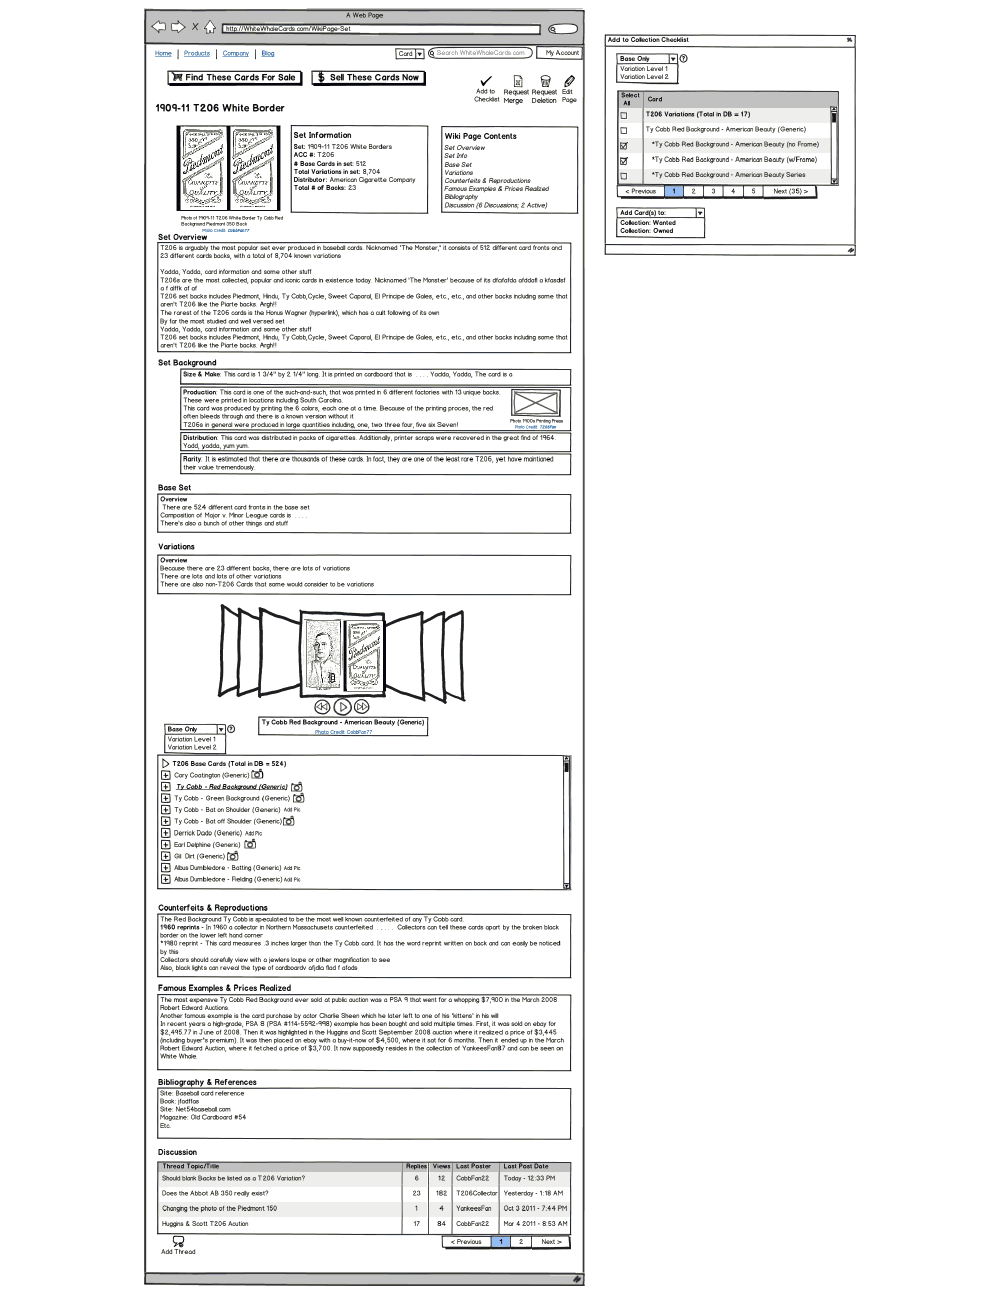 A Web Page
http://WhiteWhaleCards.com/WikiPage-Set
Home Products Company Blog
Card
Search WhiteWhaleCards.com
My Account
Find These Cards For Sale
Sell These Cards Now
Add to Checklist
Request Merge
Request Deletion
Edit Page
1909-11 T206 White Border
Photo of 1909-11 T206 White Border Ty Cobb Red
Background Piedmont 350 Back
Photo Credit: CobbFan77
Set Information
Set: 1909-11 T206 White Borders
ACC #: T206
# Base Cards in set: 512
Total Variations in set: 8,704
Distributor: American Cigarette Company
Total # of Backs: 23
Wiki Page Contents
Set Overview
Set Info
Base Set
Variations
Counterfeits & Reproductions
Famous Examples & Prices Realized
Bibliography
Discussion (6 Discussions; 2 Active)
Set Overview
T206 is arguably the most popular set ever produced in baseball cards. Nicknamed 'The Monster,' it consists of 512 different card fronts and
23 different cards backs, with a total of 8,704 known variations
Yadda, Yadda, card information and some other stuff
T206s are the most collected, popular and iconic cards in existence today. Nicknamed 'The Monster' because of its dfafafda afddafl a kfasdsf
a f alffk af af
T206 set backs includes Piedmont, Hindu, Ty Cobb,Cycle, Sweet Caporal, El Principe de Gales, etc., etc., and other backs including some that
aren't T206 like the Piarte backs. Argh!!
The rarest of the T206 cards is the Honus Wagner (hyperlink), which has a cult following of its own
By far the most studied and well versed set
Yadda, Yadda, card information and some other stuff
T206 set backs includes Piedmont, Hindu, Ty Cobb,Cycle, Sweet Caporal, El Principe de Gales, etc., etc., and other backs including some that
aren't T206 like the Piarte backs. Argh!!
Set Background
Size & Make: This card is 1 3/4" by 2 1/4" long. It is printed on cardboard that is . . . . Yadda, Yadda, The card is a
Production: This card is one of the such-and-such, that was printed in 6 different factories with 13 unique backs.
These were printed in locations including South Carolina.
This card was produced by printing the 6 colors, each one at a time. Because of the printing proces, the red
often bleeds through and there is a known version without it
T206s in general were produced in large quantities including, one, two three four, five six Seven!
Photo 1900s Printing Press
Photo Credit: T206Fan
Distribution: This card was distributed in packs of cigarettes. Additionally, printer scraps were recovered in the great find of 1964.
Yadd, yadda, yum yum.
Rarity: It is estimated that there are thousands of these cards. In fact, they are one of the least rare T206, yet have mantianed
their value tremendously.
Base Set
Overview
There are 524 different card fronts in the base set
Composition of Major v. Minor League cards is . . . .
There's also a bunch of other things and stuff
Variations
Overview
Because there are 23 different backs, there are lots of variations
There are lots and lots of other variations
There are also non-T206 Cards that some would consider to be variations
Ty Cobb Red Background - American Beauty (Generic)
Photo Credit: CobbFan77
Base Only
Variation Level 1
Variation Level 2
T206 Base Cards (Total in DB = 524)
Cory Coatington (Generic)
Ty Cobb - Red Background (Generic)
Ty Cobb - Green Background (Generic)
Ty Cobb - Bat on Shoulder (Generic) Add Pic
Ty Cobb - Bat off Shoulder (Generic)
Derrick Dado (Generic) Add Pic
Earl Delphine (Generic)
Gil Dirt (Generic)
Albus Dumbledore - Batting (Generic) Add Pic
Albus Dumbledore - Fielding (Generic) Add Pic
Counterfeits & Reproductions
The Red Background Ty Cobb is speculated to be the most well known counterfeited of any Ty Cobb card.
1960 reprints - In 1960 a collector in Northern Massachusets counterfeited . . . . . Collectors can tell these cards apart by the broken black
border on the lower left hand corner
*1980 reprint - This card measures .3 inches larger than the Ty Cobb card. It has the word reprint written on back and can easily be noticed
by this
Collectors should carefully view with a jewelers loupe or other magnification to see
Also, black lights can reveal the type of cardboardv afjdla flad f afads
Famous Examples & Prices Realized
The most expensive Ty Cobb Red Background ever sold at public auction was a PSA 9 that went for a whopping $7,900 in the March 2008
Robert Edward Auctions.
Another famous example is the card purchase by actor Charlie Sheen which he later left to one of his 'kittens' in his will
In recent years a high-grade, PSA 8 (PSA #114-5592-998) example has been bought and sold multiple times. First, it was sold on ebay for
$2,495.77 in June of 2008. Then it was highlighted in the Huggins and Scott September 2008 auction where it realized a price of $3,445
(including buyer's premium). It was then placed on ebay with a buy-it-now of $4,500, where it sat for 6 months. Then it ended up in the March
Robert Edward Auction, where it fetched a price of $3,700. It now supposedly resides in the collection of YankeesFan87 and can be seen on
White Whale.
Bibliography & References
Site: Baseball card reference
Book: jfadffas
Site: Net54baseball.com
Magazine: Old Cardboard #54
Etc.
Discussion
Thread Topic/Title Replies Views Last Poster Last Post Date
Should blank Backs be listed as a T206 Variation? 6 12 CobbFan22 Today - 12:33 PM
Does the Abbot AB 350 really exist? 23 182 T206Collector Yesterday - 1:18 AM
Changing the photo of the Piedmont 150 1 4 YankeesFan Oct 3 2011 - 7:44 PM
Huggins & Scott T206 Acution 17 84 CobbFan22 Mar 4 2011 - 8:53 AM
Add Thread
< Previous 1 2 Next >
Add to Collection Checklist
Base Only
Variation Level 1
Variation Level 2
Select All Card
T206 Variations (Total in DB = 17)
Ty Cobb Red Background - American Beauty (Generic)
*Ty Cobb Red Background - American Beauty (no Frame)
*Ty Cobb Red Background - American Beauty (w/Frame)
*Ty Cobb Red Background - American Beauty Series
< Previous 1 2 3 4 5 Next (35) >
Add Card(s) to:
Collection: Wanted
Collection: Owned